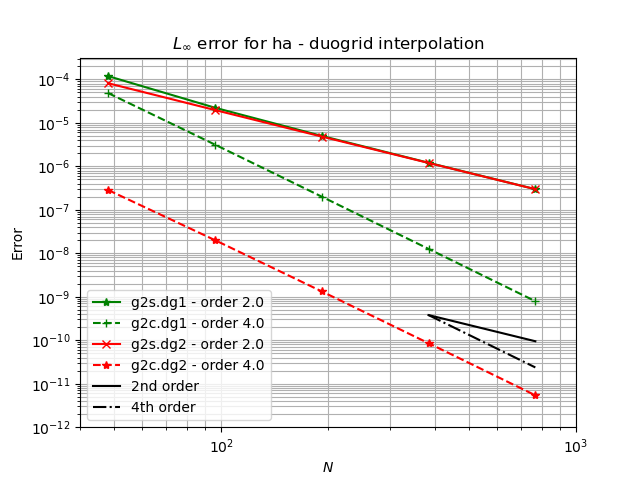 L∞ error for ha - duogrid interpolation
Error
10⁻⁴
10⁻⁵
10⁻⁶
10⁻⁷
10⁻⁸
10⁻⁹
10⁻¹⁰
10⁻¹¹
10⁻¹²
g2s.dg1 - order 2.0
g2c.dg1 - order 4.0
g2s.dg2 - order 2.0
g2c.dg2 - order 4.0
2nd order
4th order
10² 10³
N